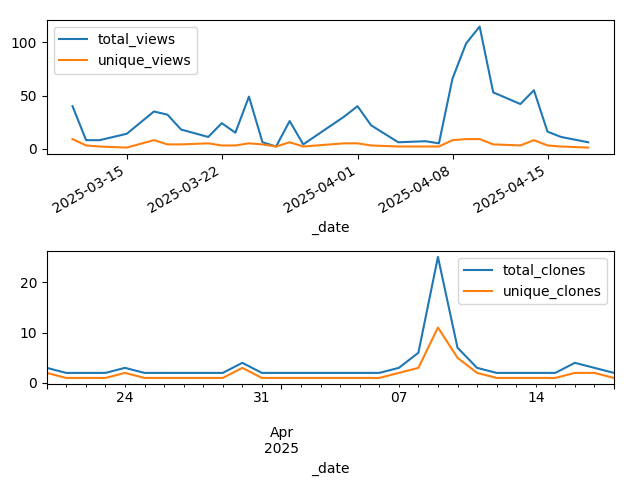 100
50
0
total_views
unique_views
2025-03-15
2025-03-22
2025-04-01
2025-04-08
2025-04-15
_date
20
10
0
total_clones
unique_clones
24
31
07
14
Apr
2025
_date